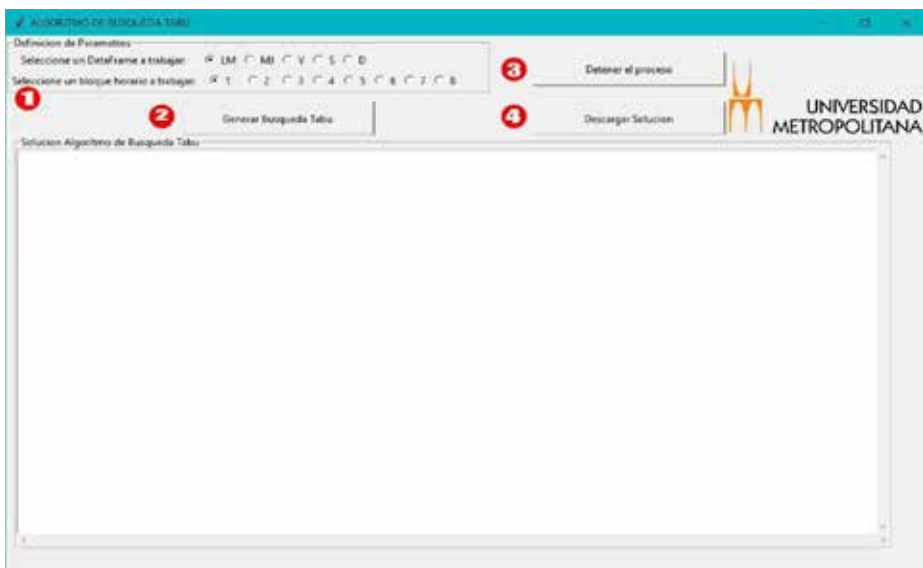 ALGORITMO DE BUSQUEDA TABU
Definicion de Parametros
Seleccione un DataFrame a trabajar: LM MJ V S D
Seleccione un bloque horario a trabajar: 1 2 3 4 5 6 7 8
1
2 Generar Busqueda Tabu
3 Detener el proceso
4 Descargar Solucion
UNIVERSIDAD
METROPOLITANA
Solucion Algoritmo de Busqueda Tabu